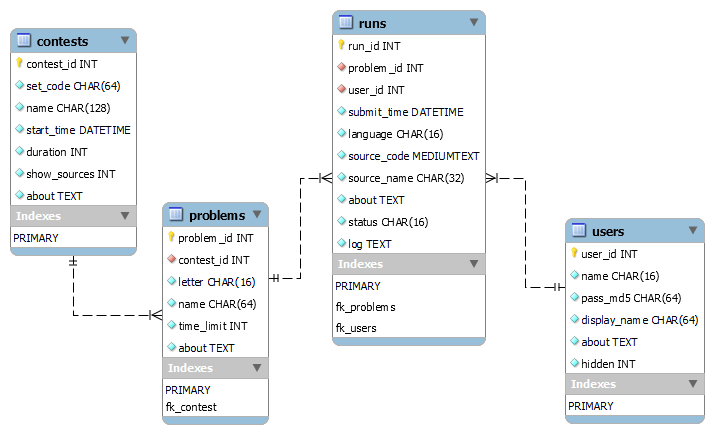 contests
contest_id INT
set_code CHAR(64)
name CHAR(128)
start_time DATETIME
duration INT
show_sources INT
about TEXT
Indexes
PRIMARY
problems
problem_id INT
contest_id INT
letter CHAR(16)
name CHAR(64)
time_limit INT
about TEXT
Indexes
PRIMARY
fk_contest
runs
run_id INT
problem_id INT
user_id INT
submit_time DATETIME
language CHAR(16)
source_code MEDIUMTEXT
source_name CHAR(32)
about TEXT
status CHAR(16)
log TEXT
Indexes
PRIMARY
fk_problems
fk_users
users
user_id INT
name CHAR(16)
pass_md5 CHAR(64)
display_name CHAR(64)
about TEXT
hidden INT
Indexes
PRIMARY